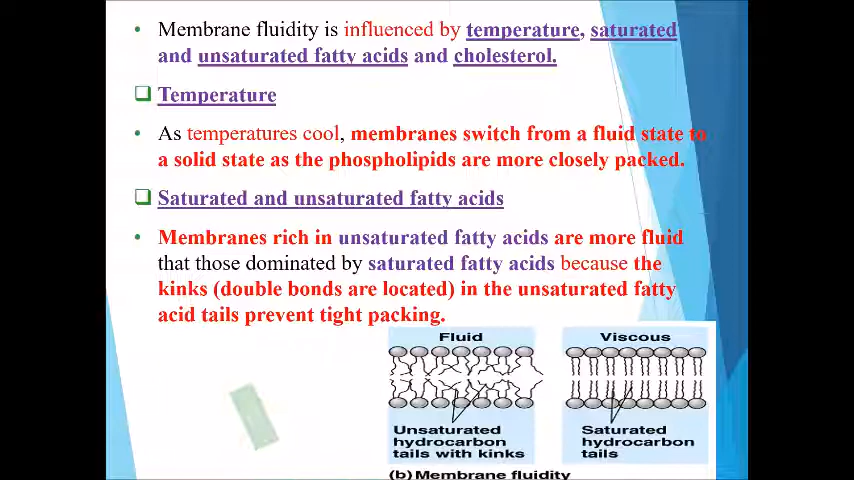 • Membrane fluidity is influenced by temperature, saturated
and unsaturated fatty acids and cholesterol.
❑ Temperature
• As temperatures cool, membranes switch from a fluid state to
a solid state as the phospholipids are more closely packed.
❑ Saturated and unsaturated fatty acids
• Membranes rich in unsaturated fatty acids are more fluid
that those dominated by saturated fatty acids because the
kinks (double bonds are located) in the unsaturated fatty
acid tails prevent tight packing.
Fluid
Unsaturated
hydrocarbon
tails with kinks
Viscous
Saturated
hydrocarbon
tails
(b) Membrane fluidity